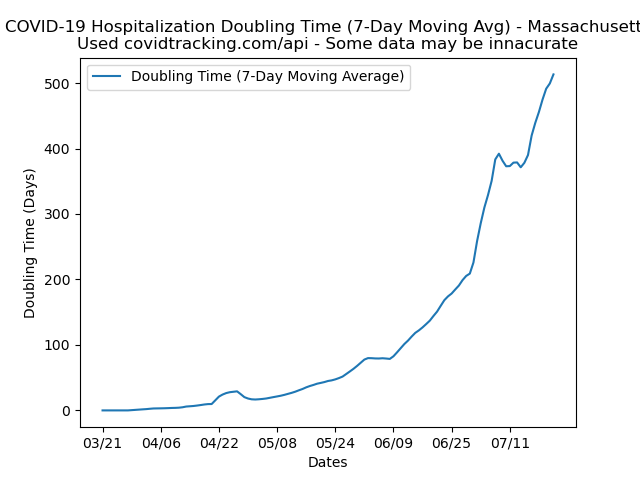 COVID-19 Hospitalization Doubling Time (7-Day Moving Avg) - Massachusett
Used covidtracking.com/api - Some data may be innacurate
Doubling Time (7-Day Moving Average)
500
400
300
200
100
0
Doubling Time (Days)
03/21 04/06 04/22 05/08 05/24 06/09 06/25 07/11
Dates